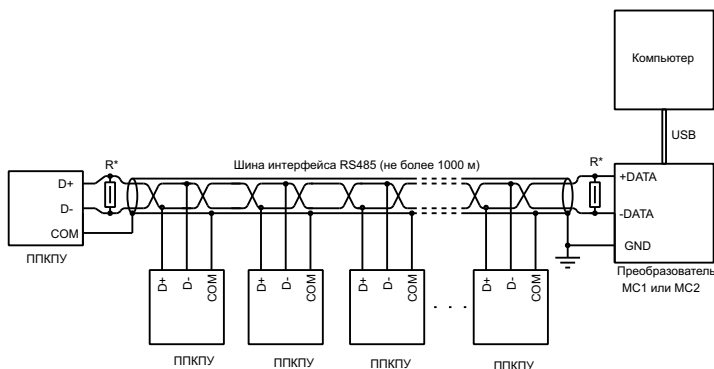 Компьютер
USB
R*
Шина интерфейса RS485 (не более 1000 м)
R*
D+
D-
COM
ППКПУ
+DATA
-DATA
GND
Преобразователь
МС1 или МС2
D+
D-
COM
D+
D-
COM
D+
D-
COM
. . .
D+
D-
COM
ППКПУ
ППКПУ
ППКПУ
ППКПУ